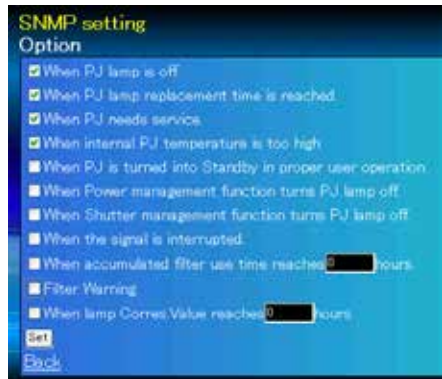 SNMP setting
Option
When PJ lamp is off
When PJ lamp replacement time is reached.
When PJ needs service.
When internal PJ temperature is too high
When PJ is turned into Standby in proper user operation
When Power management function turns PJ lamp off.
When Shutter management function turns PJ lamp off.
When the signal is interrupted.
When accumulated filter use time reaches 0 hours.
Filter Warning
When lamp Corres.Value reaches 0 hours
Set
Back